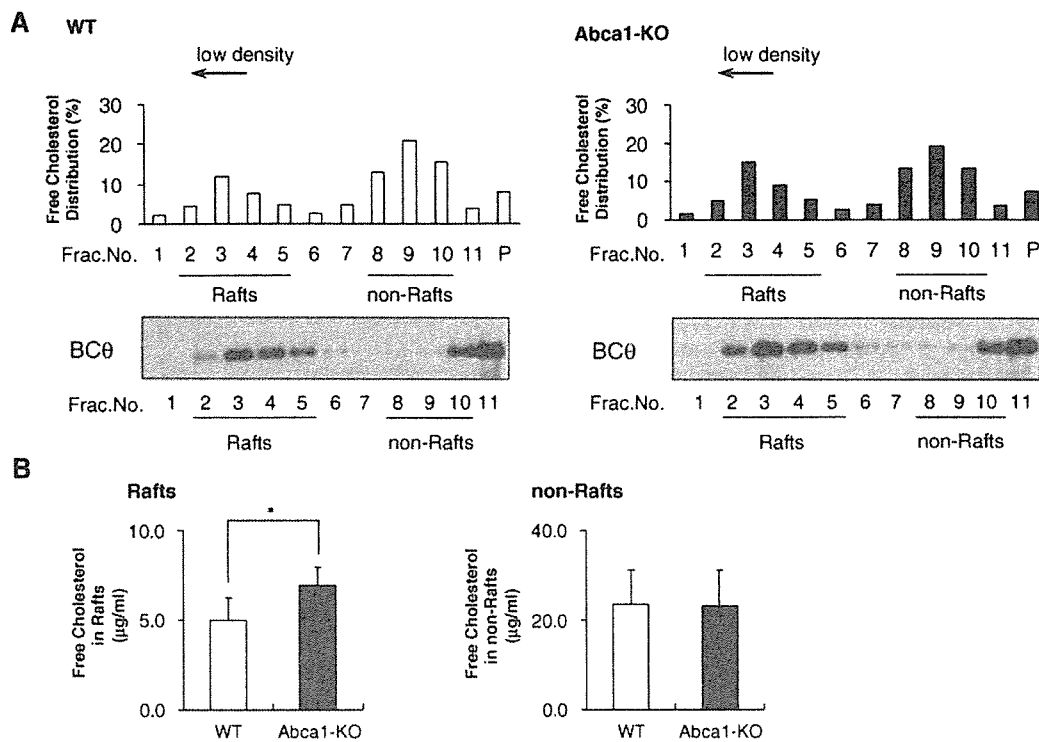 A
WT
low density
Free Cholesterol
Distribution (%)
30
20
10
0
Frac.No. 1 2 3 4 5 6 7 8 9 10 11 P
Rafts non-Rafts
BCθ
Frac.No. 1 2 3 4 5 6 7 8 9 10 11
Rafts non-Rafts
Abca1-KO
low density
Free Cholesterol
Distribution (%)
30
20
10
0
Frac.No. 1 2 3 4 5 6 7 8 9 10 11 P
Rafts non-Rafts
BCθ
Frac.No. 1 2 3 4 5 6 7 8 9 10 11
Rafts non-Rafts
B
Rafts
*
Free Cholesterol
in Rafts
(μg/ml)
10.0
5.0
0.0
WT Abca1-KO
non-Rafts
Free Cholesterol
in non-Rafts
(μg/ml)
40.0
20.0
0.0
WT Abca1-KO